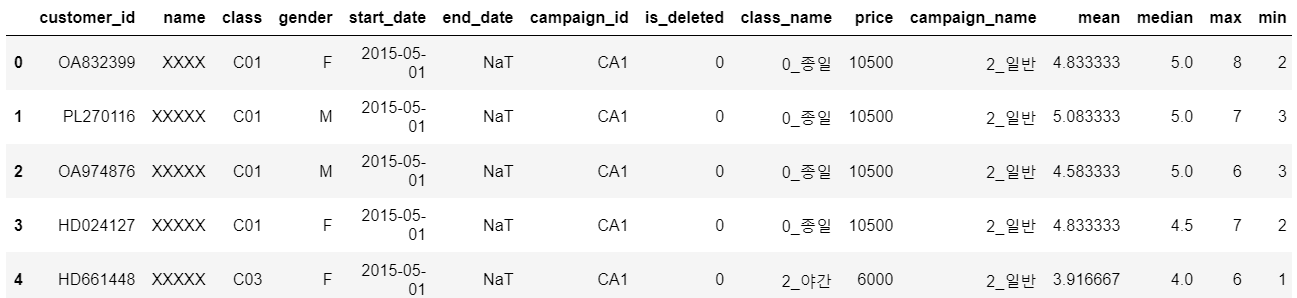 customer_id name class gender start_date end_date campaign_id is_deleted class_name price campaign_name mean median max min
0 OA832399 XXXX C01 F 2015-05-01 NaT CA1 0 0_종일 10500 2_일반 4.833333 5.0 8 2
1 PL270116 XXXXX C01 M 2015-05-01 NaT CA1 0 0_종일 10500 2_일반 5.083333 5.0 7 3
2 OA974876 XXXXX C01 M 2015-05-01 NaT CA1 0 0_종일 10500 2_일반 4.583333 5.0 6 3
3 HD024127 XXXXX C01 F 2015-05-01 NaT CA1 0 0_종일 10500 2_일반 4.833333 4.5 7 2
4 HD661448 XXXXX C03 F 2015-05-01 NaT CA1 0 2_야간 6000 2_일반 3.916667 4.0 6 1